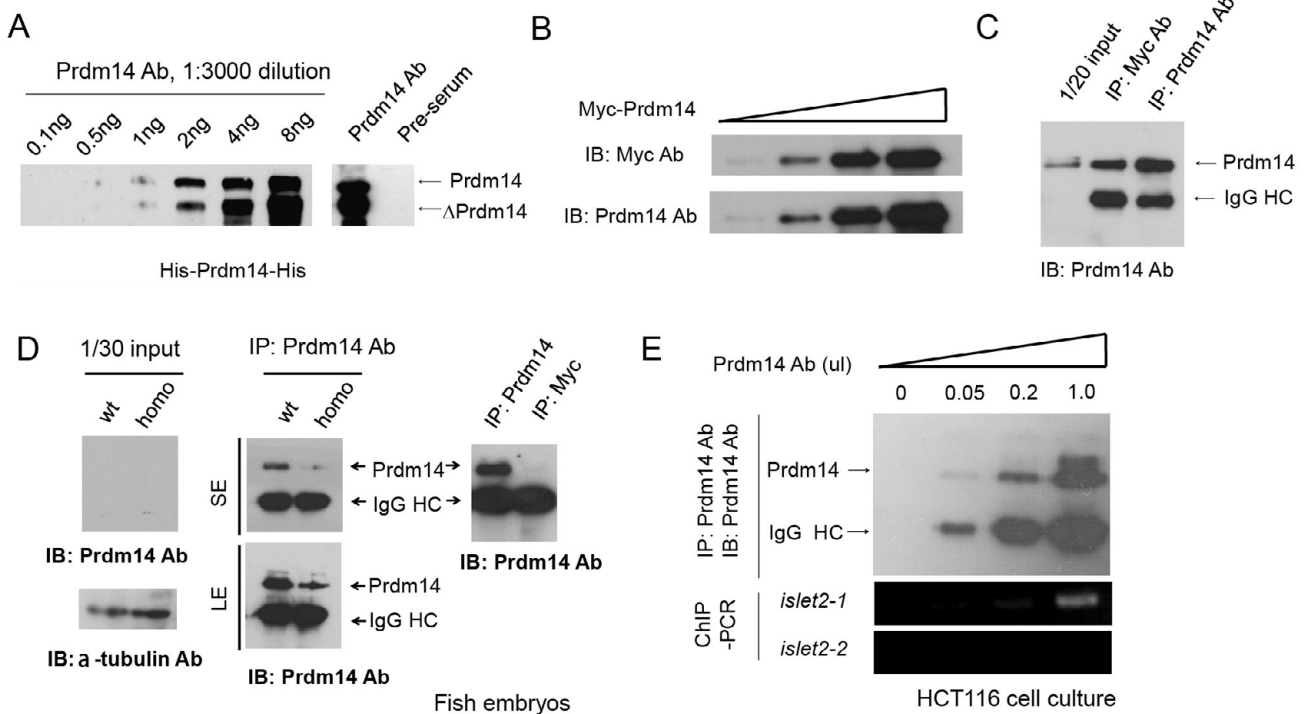 A
Prdm14 Ab, 1:3000 dilution
0.1ng 0.5ng 1ng 2ng 4ng 8ng
Prdm14 Ab
Pre-serum
Prdm14
ΔPrdm14
His-Prdm14-His
B
Myc-Prdm14
IB: Myc Ab
IB: Prdm14 Ab
C
1/20 input
IP: Myc Ab
IP: Prdm14 Ab
Prdm14
IgG HC
IB: Prdm14 Ab
D
1/30 input
wt homo
IB: Prdm14 Ab
IB: a -tubulin Ab
IP: Prdm14 Ab
wt homo
SE
Prdm14
IgG HC
LE
Prdm14
IgG HC
IB: Prdm14 Ab
IP: Prdm14
IP: Myc
IB: Prdm14 Ab
Fish embryos
E
Prdm14 Ab (ul)
0 0.05 0.2 1.0
IP: Prdm14 Ab
IB: Prdm14 Ab
Prdm14
IgG HC
ChIP
-PCR
islet2-1
islet2-2
HCT116 cell culture